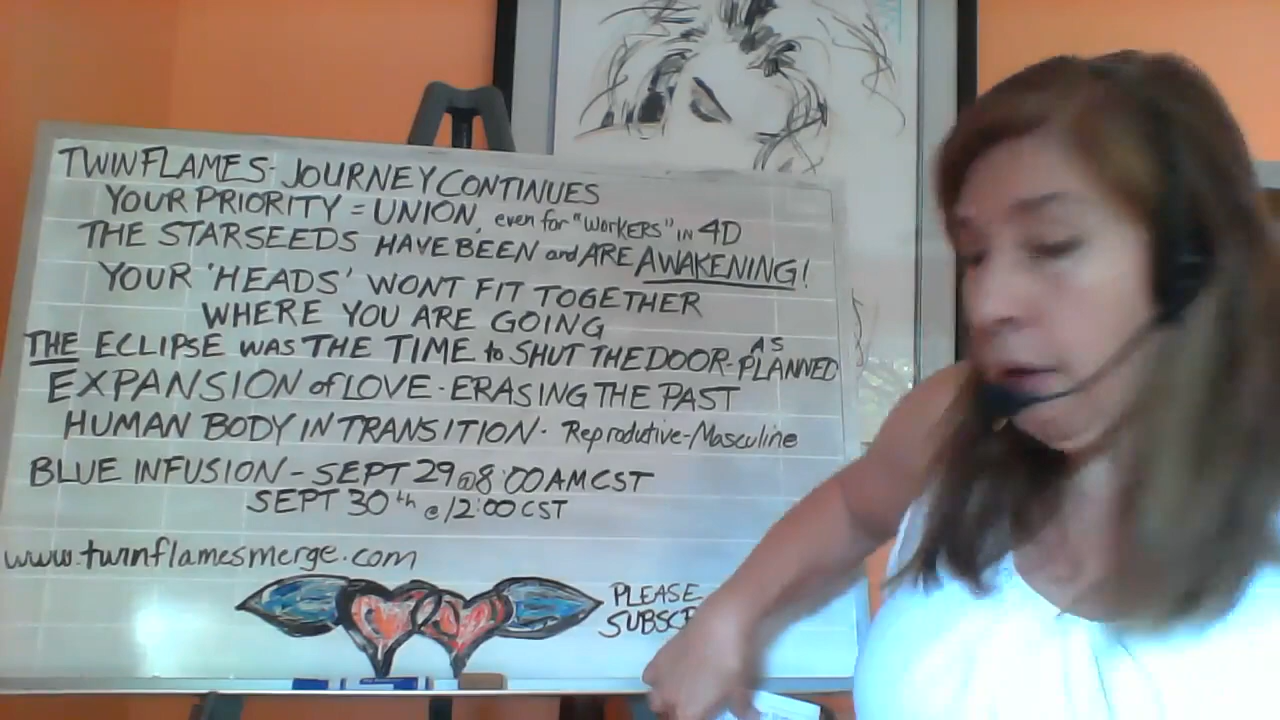 TWINFLAMES- JOURNEY CONTINUES
YOUR PRIORITY = UNION, even for "WORKERS" IN 4D
THE STARSEEDS HAVE BEEN and ARE AWAKENING!
YOUR 'HEADS' WONT FIT TOGETHER
WHERE YOU ARE GOING
THE ECLIPSE WAS THE TIME to SHUT THE DOOR- AS PLANNED
EXPANSION of LOVE - ERASING THE PAST
HUMAN BODY IN TRANSITION - Reprodutive-Masculine
BLUE INFUSION - SEPT 29 @ 8:00 AM CST
SEPT 30th @ 12:00 CST
www.twinflamesmerge.com
PLEASE